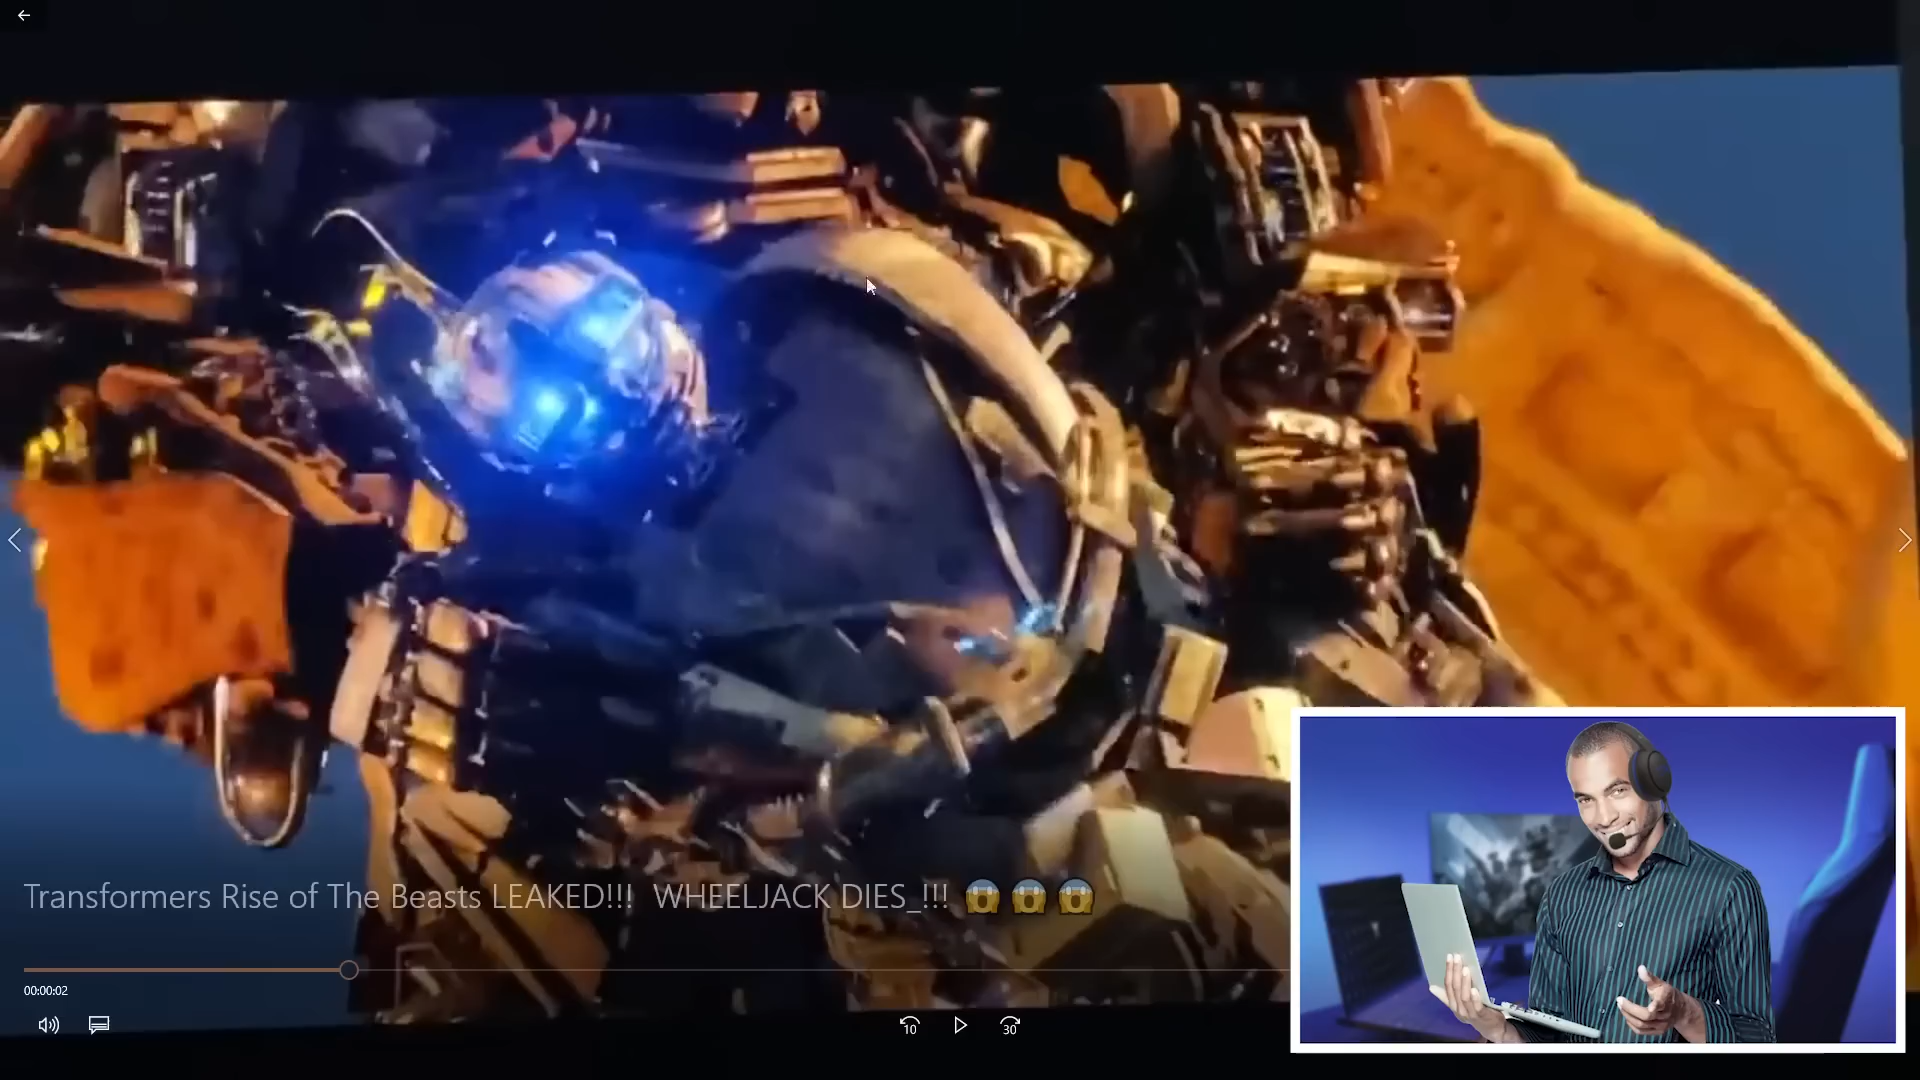 Transformers Rise of The Beasts LEAKED!!! WHEELJACK DIES_!!! 😱 😱 😱
00:00:02
10
30